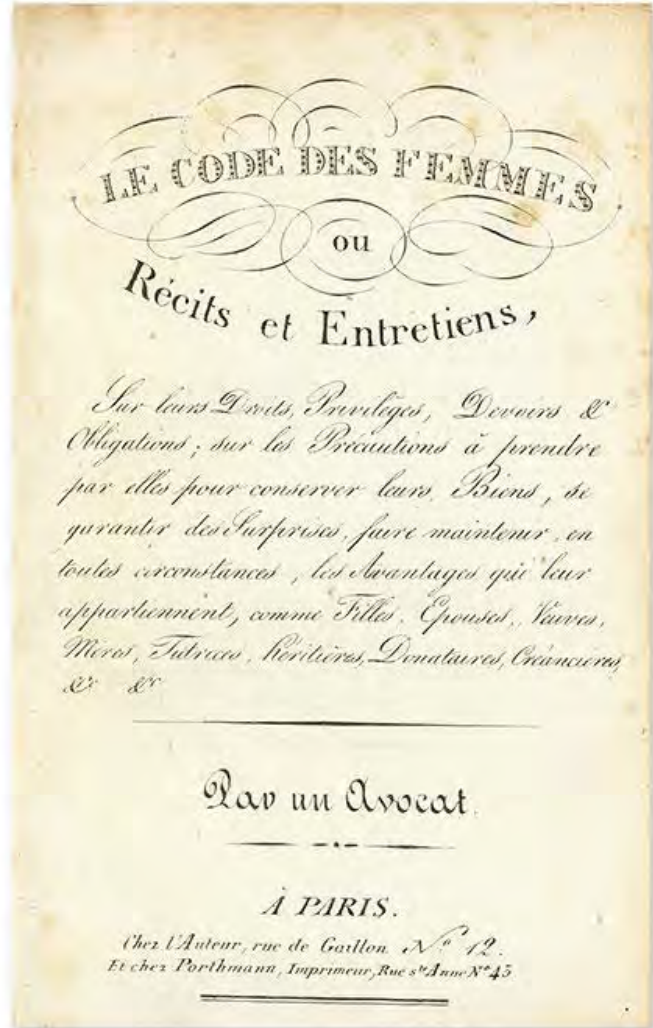 LE CODE DES FEMMES
ou
Récits et Entretiens,
Sur leurs Droits, Privilèges, Devoirs &
Obligations; sur les Précautions à prendre
par elles pour conserver leurs Biens, se
garantir des Surprises, faire maintenir, en
toutes circonstances, les Avantages qui leur
appartiennent, comme Filles, Epouses, Veuves,
Mères, Tutrices, héritières, Donataires, Créancières,
&c &c
Par un Avocat.
À PARIS.
Chez l'Auteur, rue de Gaillon N.º 12.
Et chez Porthmann, Imprimeur, Rue Ste Anne Nº 43